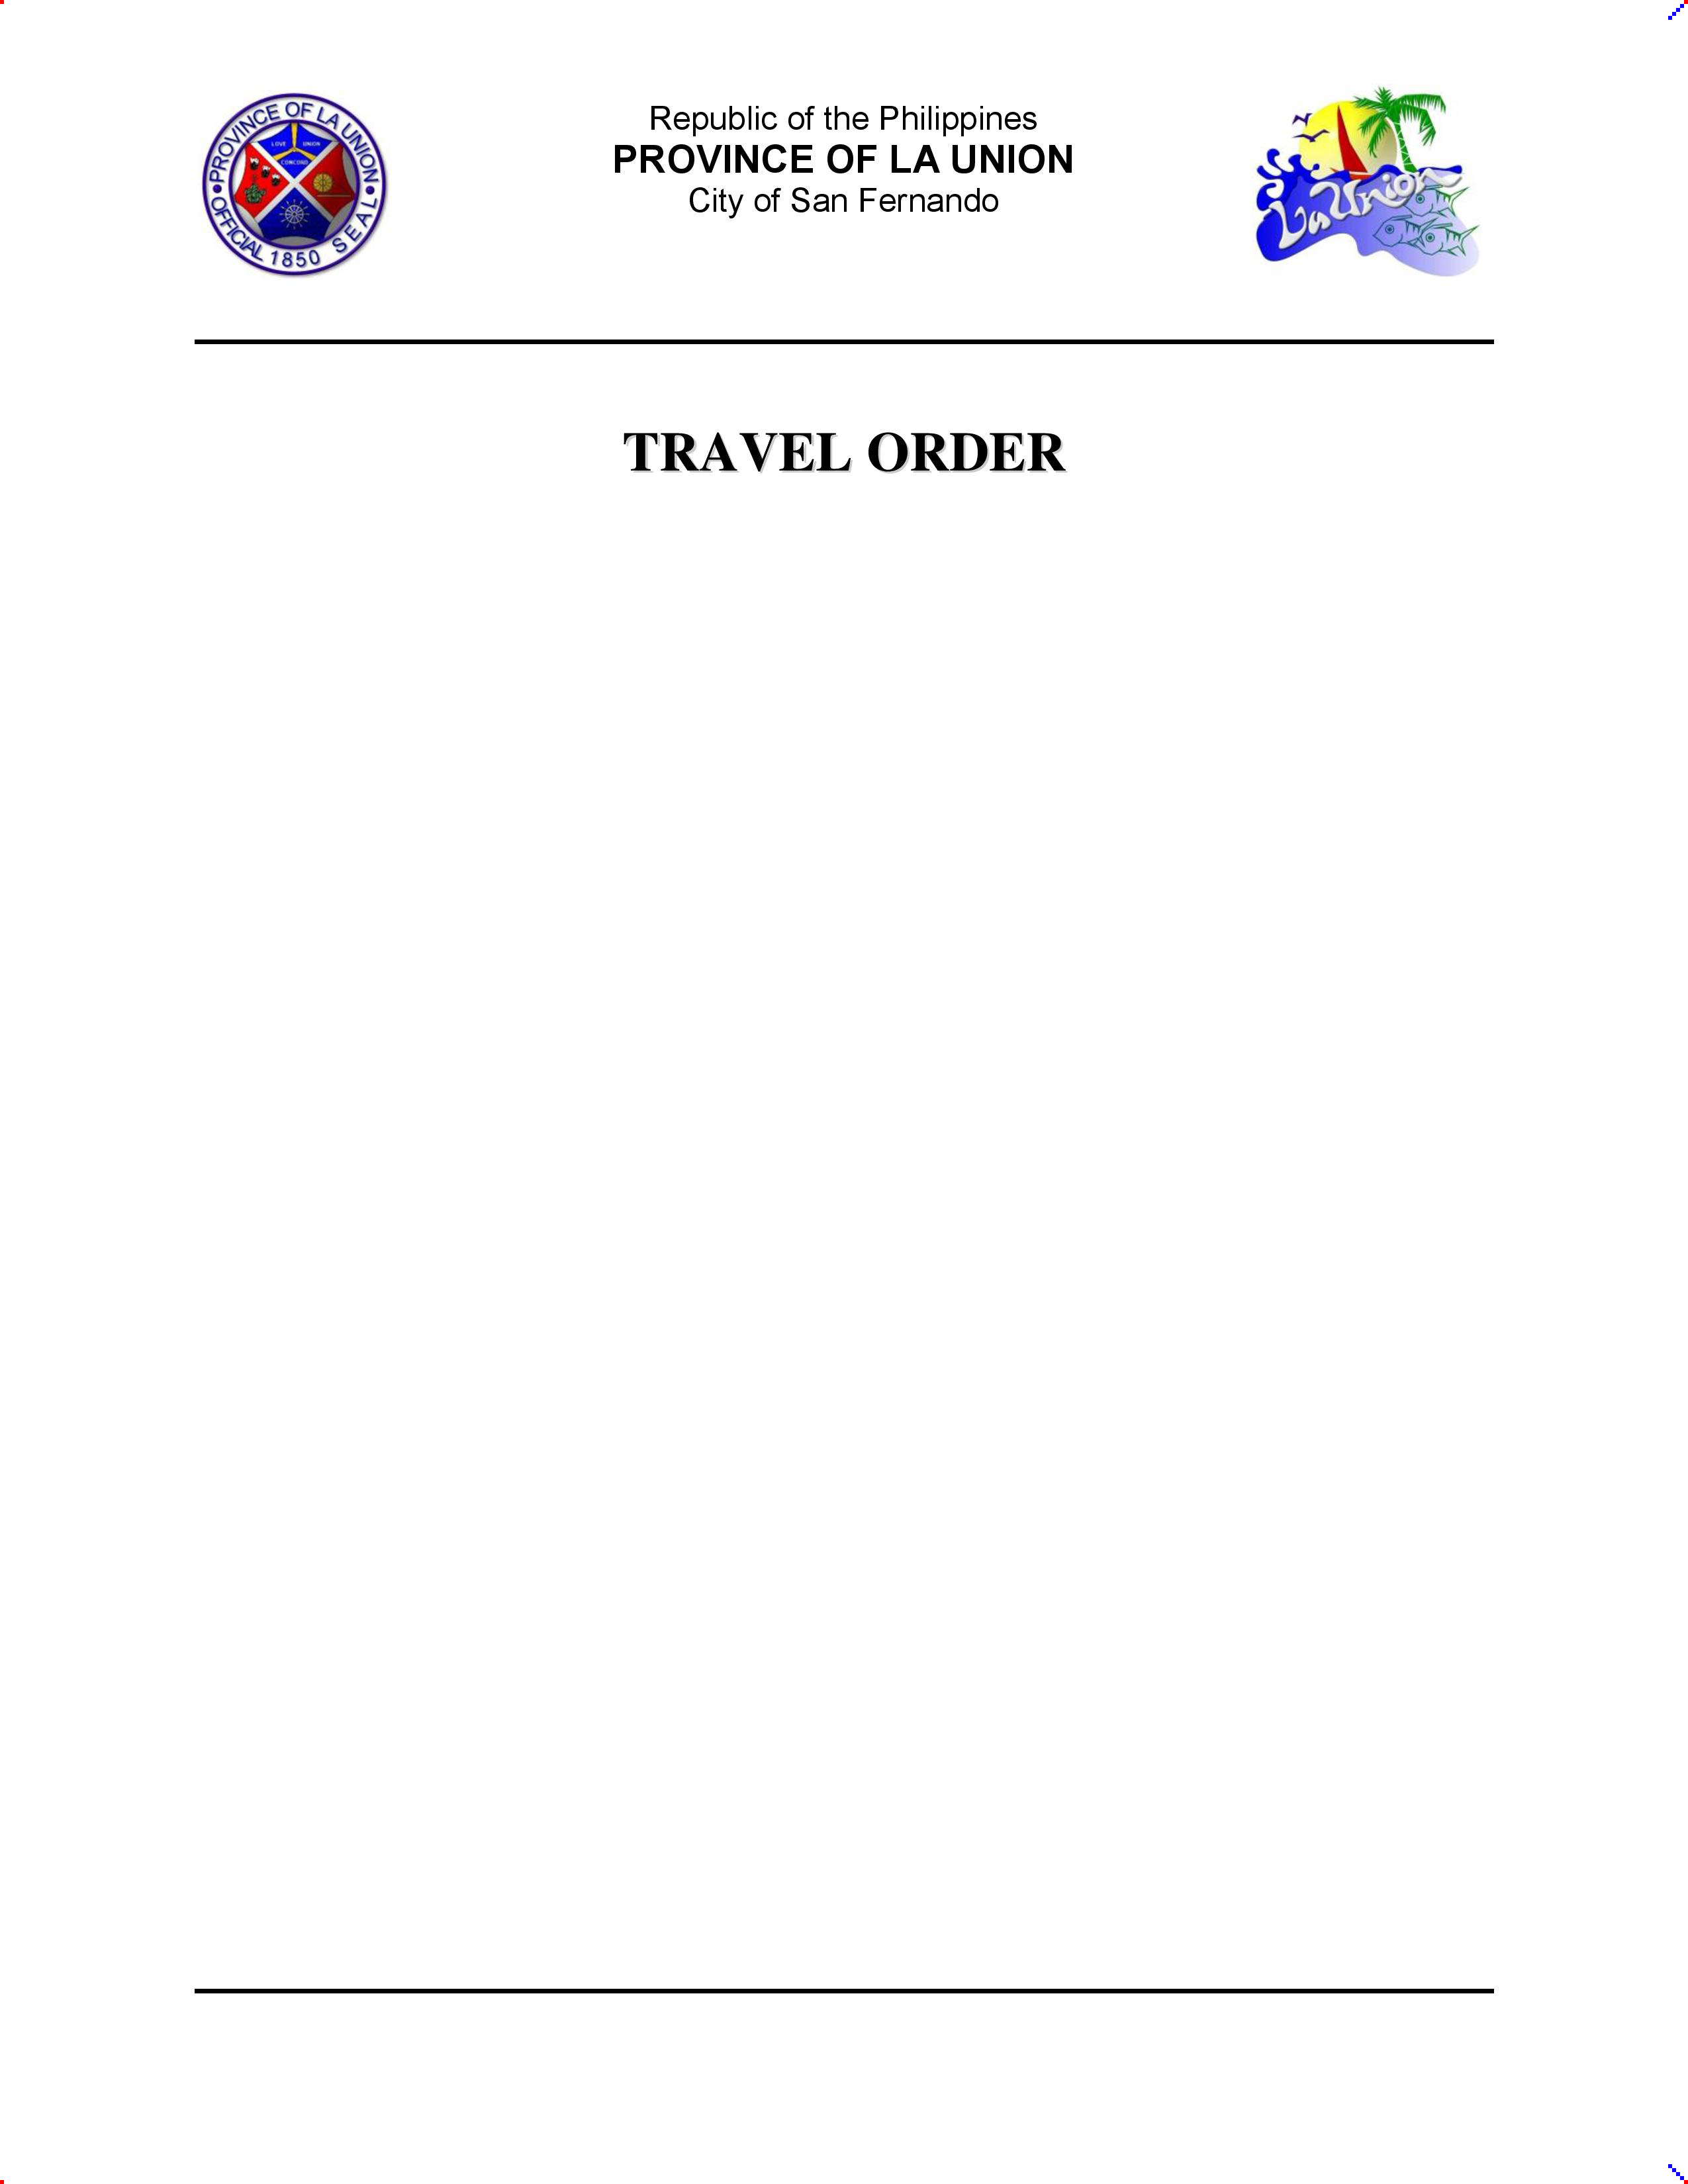 PROVINCE OF LA UNION
LOVE UNION
CONCORD
OFFICIAL 1850 SEAL
Republic of the Philippines
PROVINCE OF LA UNION
City of San Fernando
La Union
TRAVEL ORDER